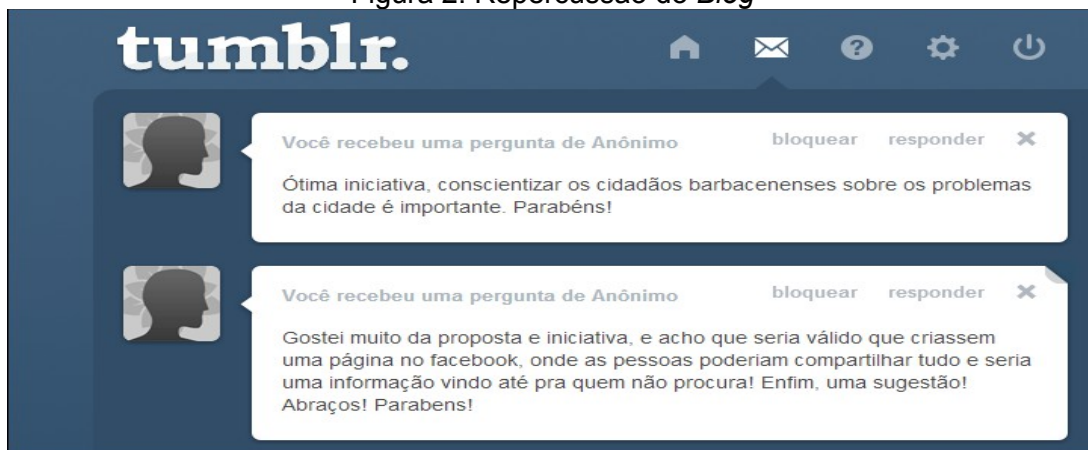 Figura 2: Repercussão do Blog
tumblr.
Você recebeu uma pergunta de Anônimo bloquear responder ×
Ótima iniciativa, conscientizar os cidadãos barbacenenses sobre os problemas
da cidade é importante. Parabéns!
Você recebeu uma pergunta de Anônimo bloquear responder ×
Gostei muito da proposta e iniciativa, e acho que seria válido que criassem
uma página no facebook, onde as pessoas poderiam compartilhar tudo e seria
uma informação vindo até pra quem não procura! Enfim, uma sugestão!
Abraços! Parabens!